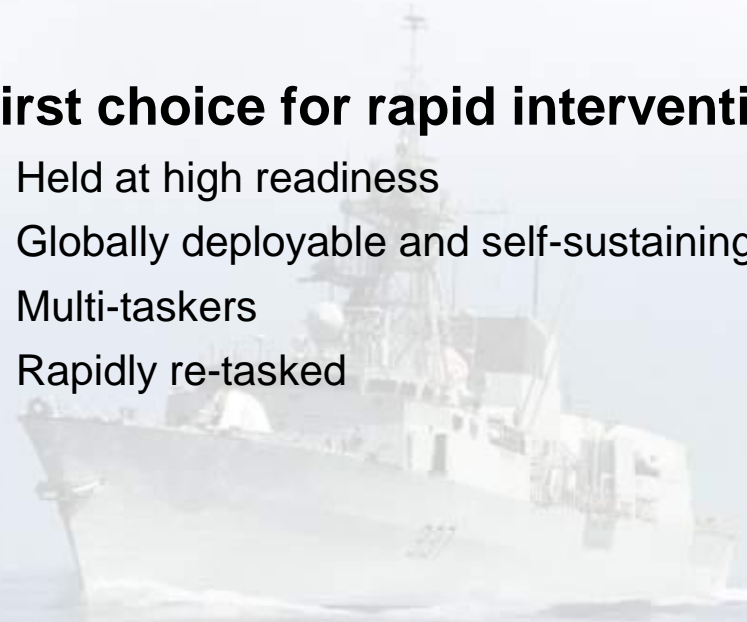 irst choice for rapid interventi
Held at high readiness
Globally deployable and self-sustaining
Multi-taskers
Rapidly re-tasked